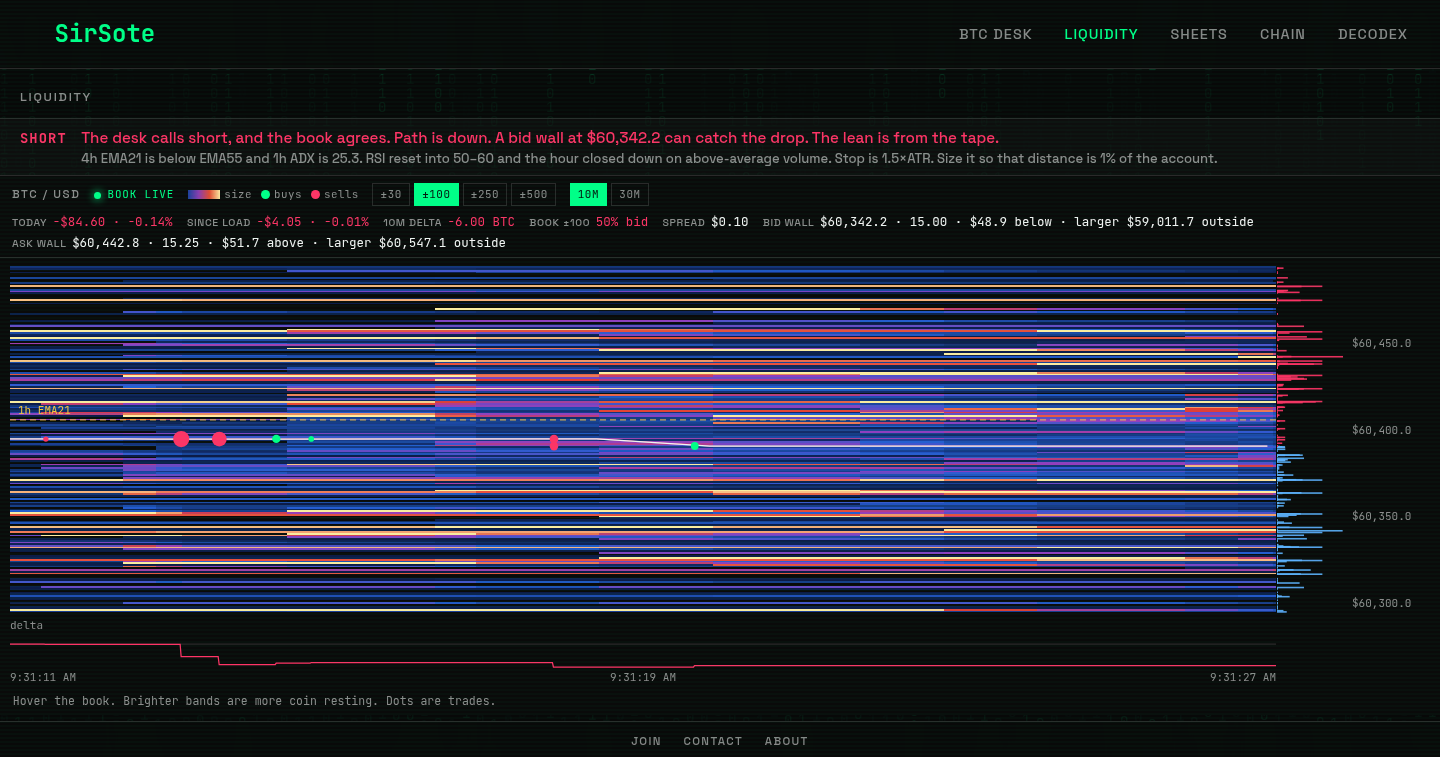 SirSote
BTC DESK LIQUIDITY SHEETS CHAIN DECODEX
LIQUIDITY
SHORT The desk calls short, and the book agrees. Path is down. A bid wall at $60,342.2 can catch the drop. The lean is from the tape.
4h EMA21 is below EMA55 and 1h ADX is 25.3. RSI reset into 50–60 and the hour closed down on above-average volume. Stop is 1.5×ATR. Size it so that distance is 1% of the account.
BTC / USD BOOK LIVE size buys sells ±30 ±100 ±250 ±500 10M 30M
TODAY -$84.60 · -0.14% SINCE LOAD -$4.05 · -0.01% 10M DELTA -6.00 BTC BOOK ±100 50% bid SPREAD $0.10 BID WALL $60,342.2 · 15.00 · $48.9 below · larger $59,011.7 outside
ASK WALL $60,442.8 · 15.25 · $51.7 above · larger $60,547.1 outside
$60,450.0
1h EMA21
$60,400.0
$60,350.0
$60,300.0
delta
9:31:11 AM 9:31:19 AM 9:31:27 AM
Hover the book. Brighter bands are more coin resting. Dots are trades.
JOIN CONTACT ABOUT